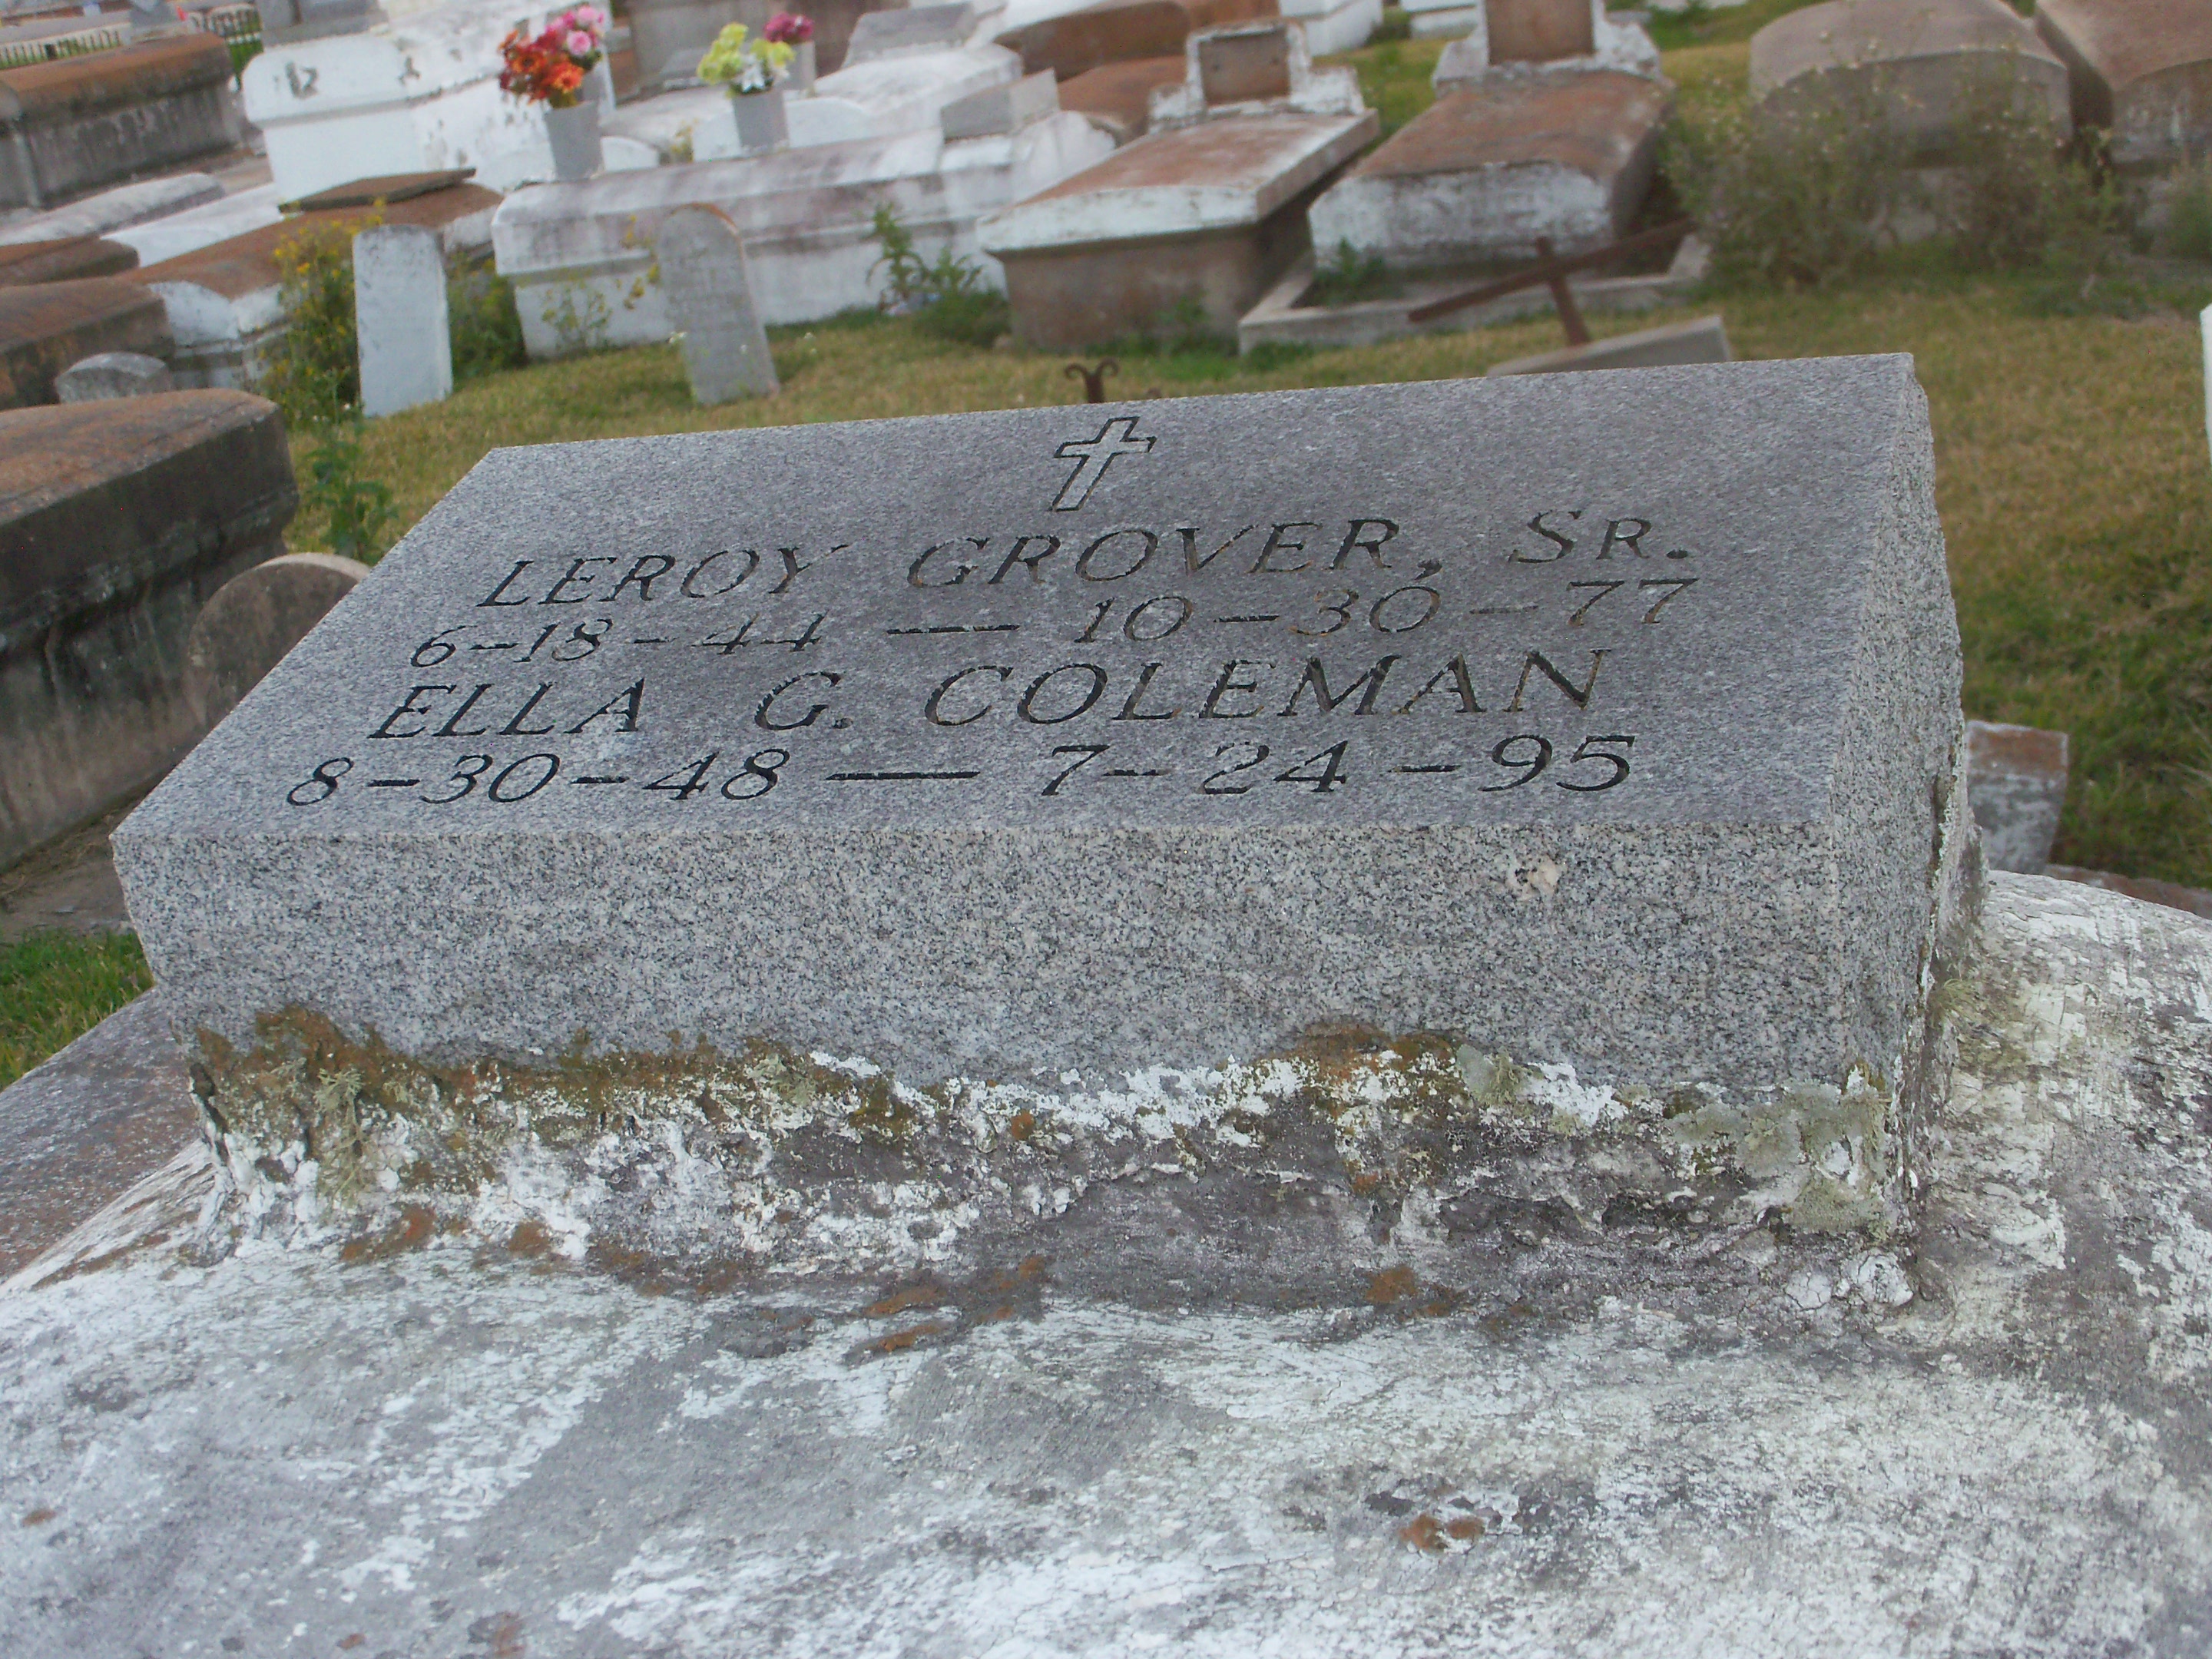 LEROY GROVER, SR.
6-18-44 — 10-30-77
ELLA G. COLEMAN
8-30-48 — 7-24-95